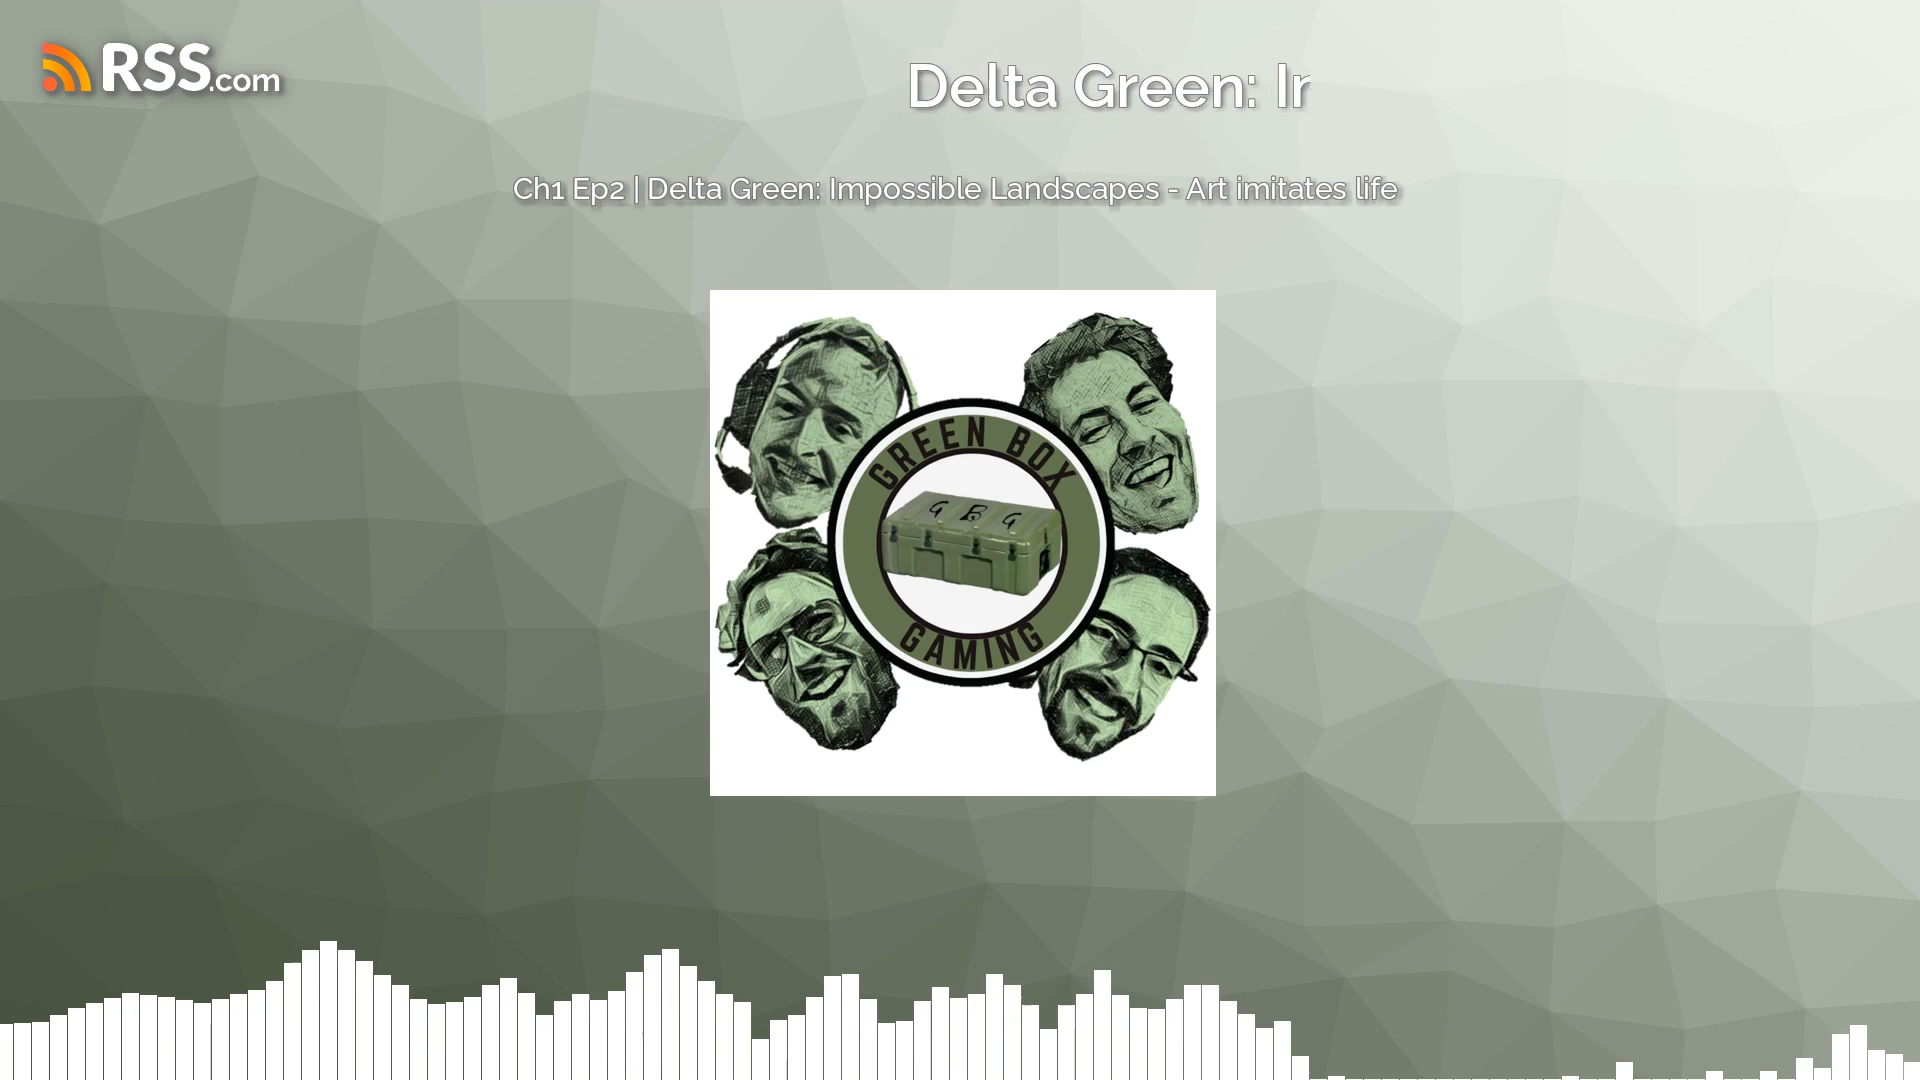 RSS.com
Delta Green: Ir
Ch1 Ep2 | Delta Green: Impossible Landscapes - Art imitates life
GREEN BOX
G B G
GAMING